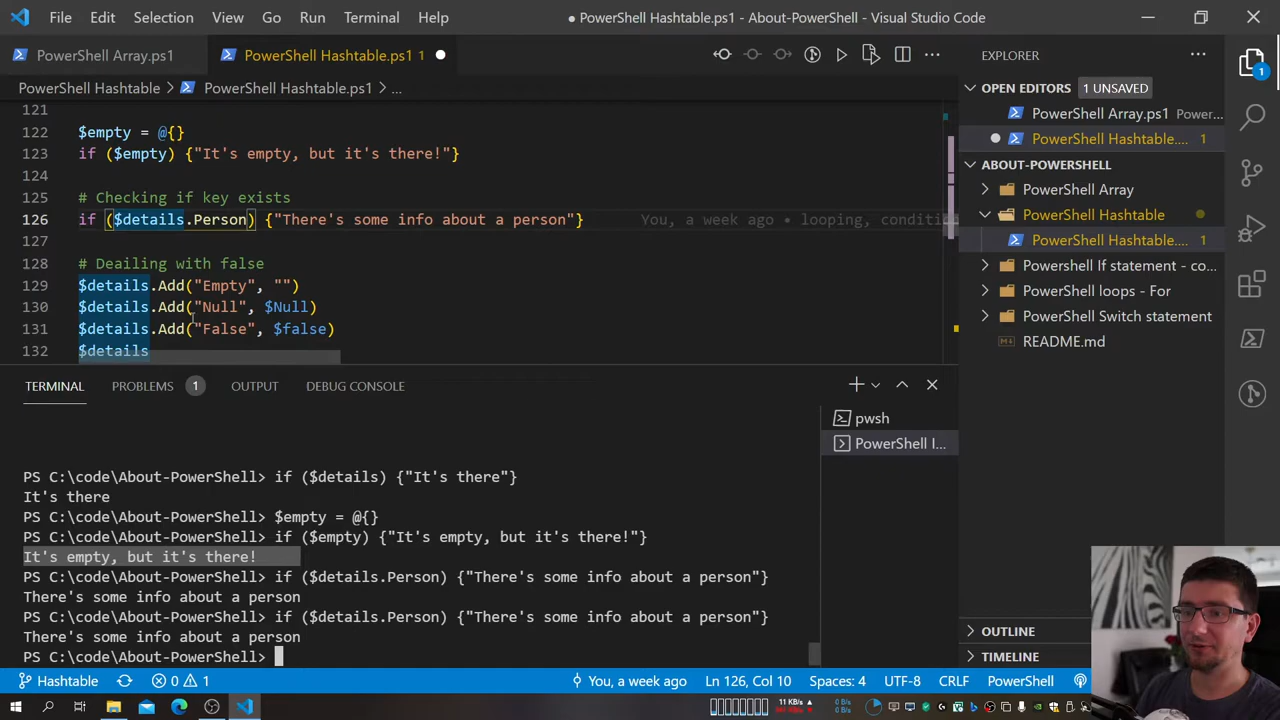 File Edit Selection View Go Run Terminal Help
● PowerShell Hashtable.ps1 - About-PowerShell - Visual Studio Code
PowerShell Array.ps1
PowerShell Hashtable.ps1 1
PowerShell Hashtable > PowerShell Hashtable.ps1 > ...
121
122 $empty = @{}
123 if ($empty) {"It's empty, but it's there!"}
124
125 # Checking if key exists
126 if ($details.Person) {"There's some info about a person"} You, a week ago • looping, conditi
127
128 # Deailing with false
129 $details.Add("Empty", "")
130 $details.Add("Null", $Null)
131 $details.Add("False", $false)
132 $details
TERMINAL PROBLEMS 1 OUTPUT DEBUG CONSOLE
PS C:\code\About-PowerShell> if ($details) {"It's there"}
It's there
PS C:\code\About-PowerShell> $empty = @{}
PS C:\code\About-PowerShell> if ($empty) {"It's empty, but it's there!"}
It's empty, but it's there!
PS C:\code\About-PowerShell> if ($details.Person) {"There's some info about a person"}
There's some info about a person
PS C:\code\About-PowerShell> if ($details.Person) {"There's some info about a person"}
There's some info about a person
PS C:\code\About-PowerShell>
pwsh
PowerShell I...
EXPLORER
OPEN EDITORS 1 UNSAVED
PowerShell Array.ps1 Power...
PowerShell Hashtable.... 1
ABOUT-POWERSHELL
PowerShell Array
PowerShell Hashtable
PowerShell Hashtable.... 1
Powershell If statement - co...
PowerShell loops - For
PowerShell Switch statement
README.md
OUTLINE
TIMELINE
1
Hashtable 0 1 You, a week ago Ln 126, Col 10 Spaces: 4 UTF-8 CRLF PowerShell
11 KB/s